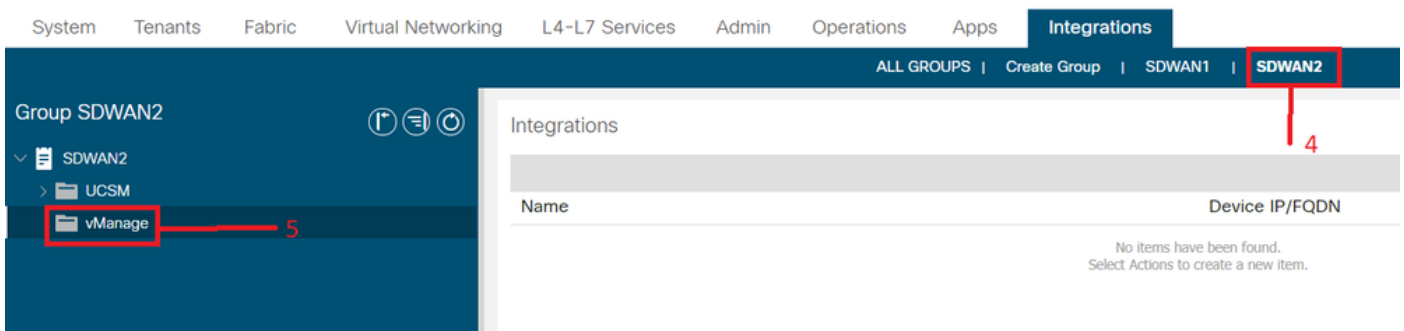 System Tenants Fabric Virtual Networking L4-L7 Services Admin Operations Apps Integrations
ALL GROUPS | Create Group | SDWAN1 | SDWAN2
Group SDWAN2
Integrations
4
SDWAN2
UCSM
Name Device IP/FQDN
vManage 5
No items have been found.
Select Actions to create a new item.